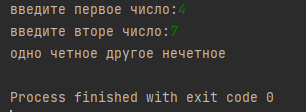 введите первое число:4
введите вторе число:7
одно четное другое нечетное
Process finished with exit code 0